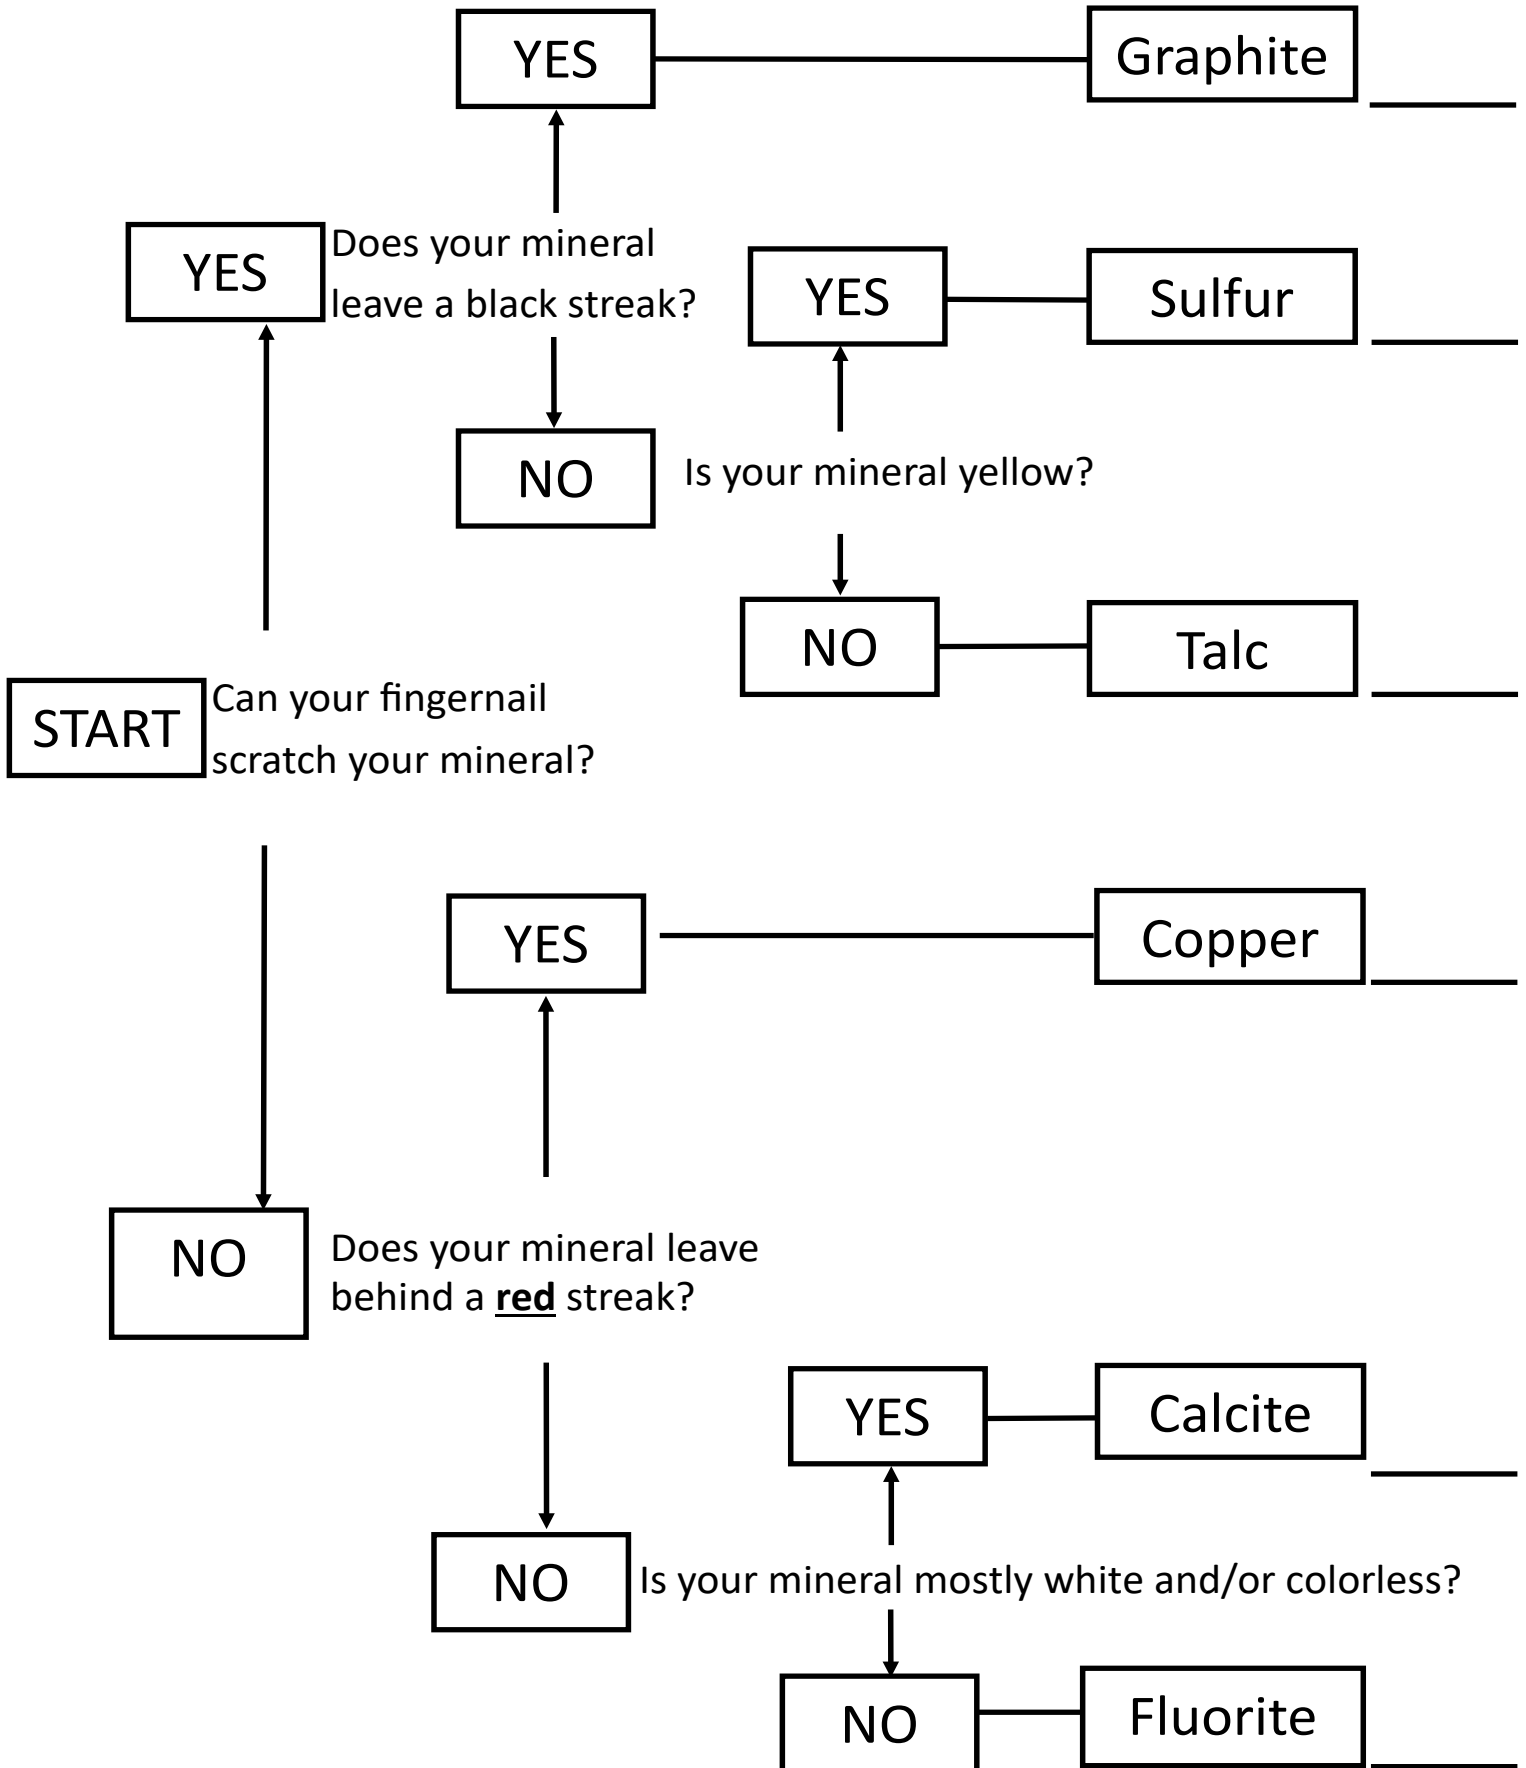 YES
Graphite
YES
Does your mineral
leave a black streak?
YES
Sulfur
NO
Is your mineral yellow?
NO
Talc
START
Can your fingernail
scratch your mineral?
YES
Copper
NO
Does your mineral leave
behind a red streak?
YES
Calcite
NO
Is your mineral mostly white and/or colorless?
NO
Fluorite